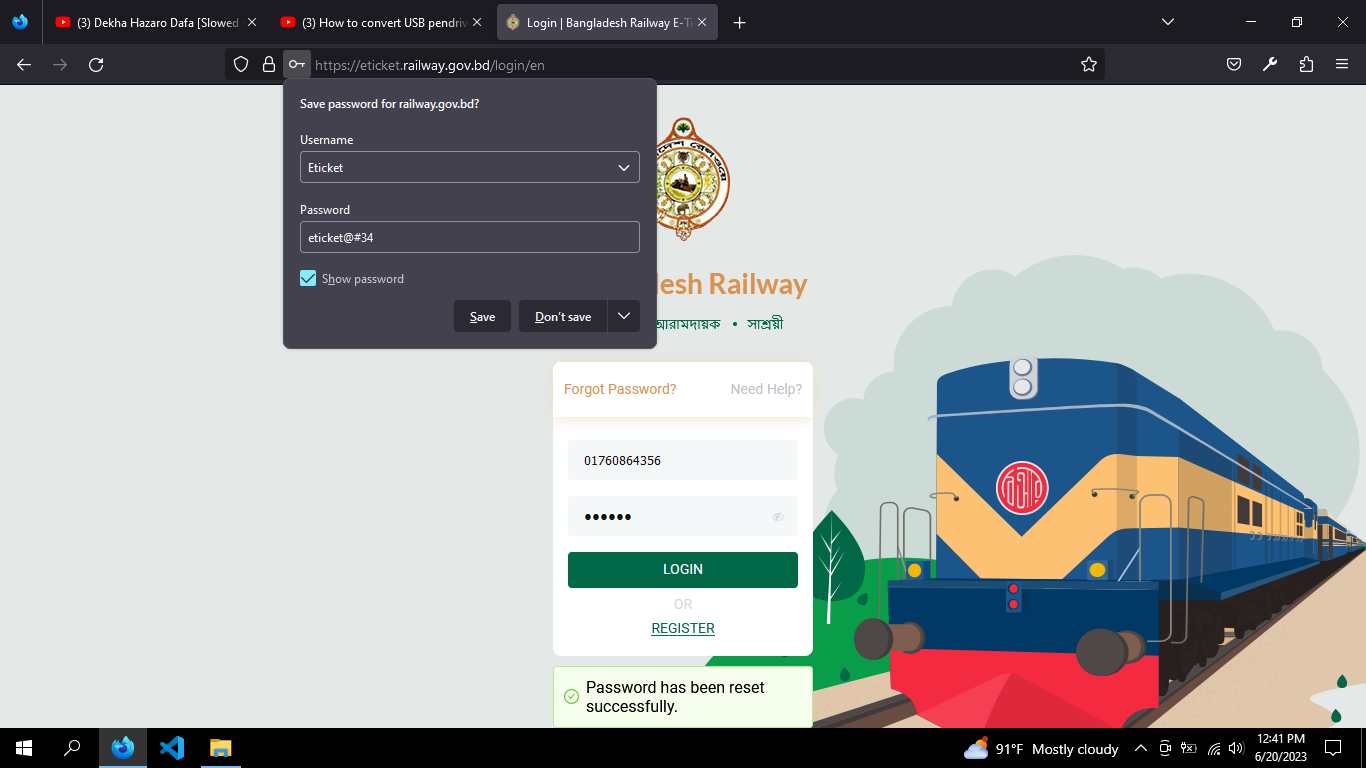 (3) Dekha Hazaro Dafa [Slowed
(3) How to convert USB pendriv
Login | Bangladesh Railway E-Ti
https://eticket.railway.gov.bd/login/en
Save password for railway.gov.bd?
Username
Eticket
Password
eticket@#34
Show password
Save
Don't save
desh Railway
আরামদায়ক • সাশ্রয়ী
Forgot Password?
Need Help?
01760864356
LOGIN
OR
REGISTER
Password has been reset
successfully.
91°F Mostly cloudy
12:41 PM
6/20/2023